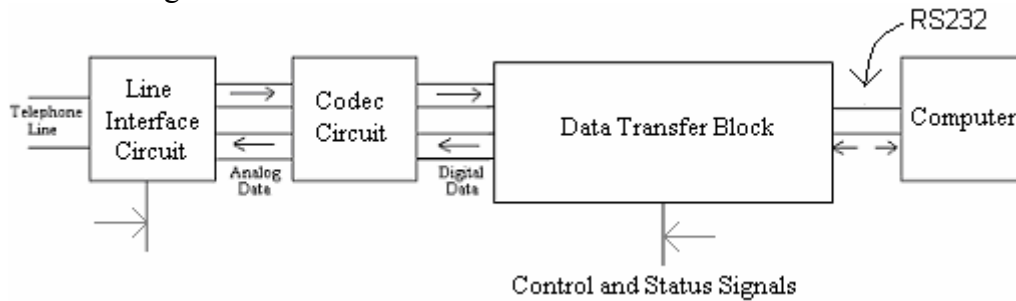 RS232
Telephone
Line
Line
Interface
Circuit
Analog
Data
Codec
Circuit
Digital
Data
Data Transfer Block
Computer
Control and Status Signals